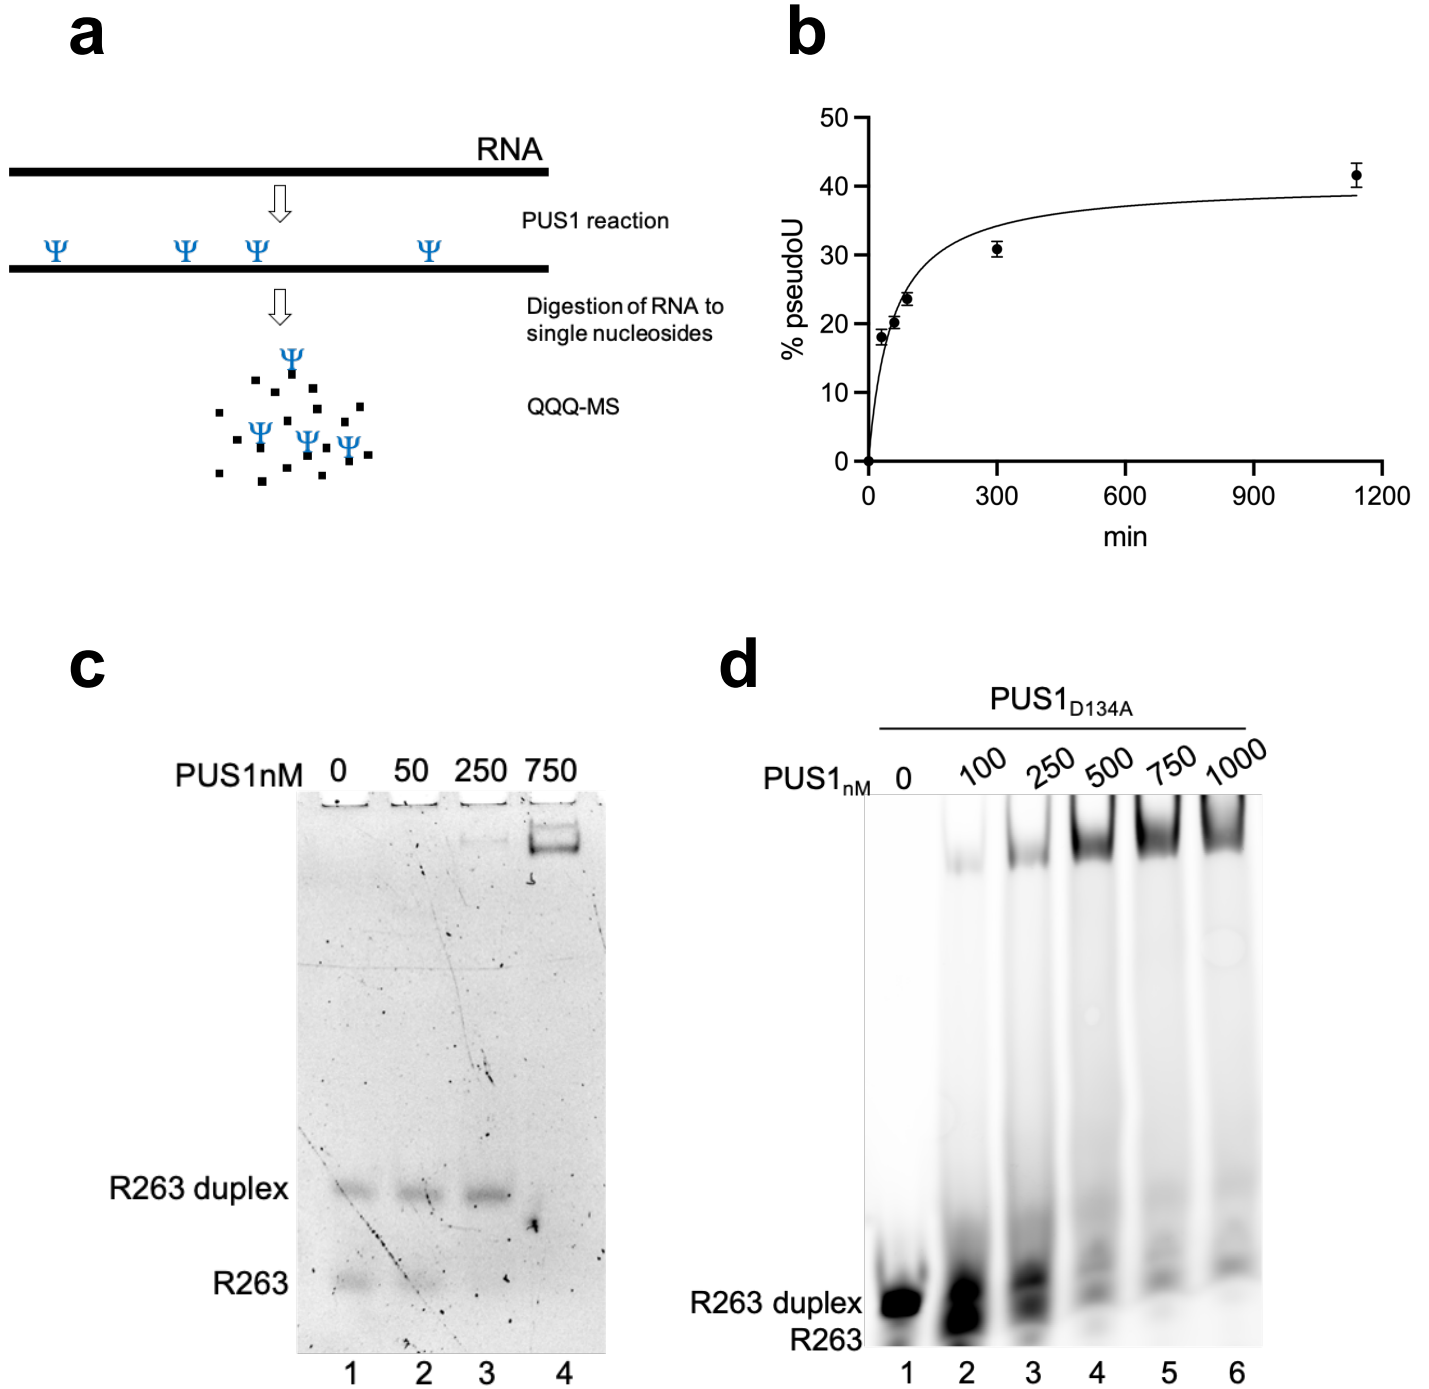 a
RNA
PUS1 reaction
Ψ Ψ Ψ Ψ
Digestion of RNA to
single nucleosides
Ψ
QQQ-MS
Ψ Ψ Ψ
b
50
40
30
20
10
0
% pseudoU
0 300 600 900 1200
min
c
PUS1nM 0 50 250 750
R263 duplex
R263
1 2 3 4
d
PUS1D134A
PUS1nM 0 100 250 500 750 1000
R263 duplex
R263
1 2 3 4 5 6